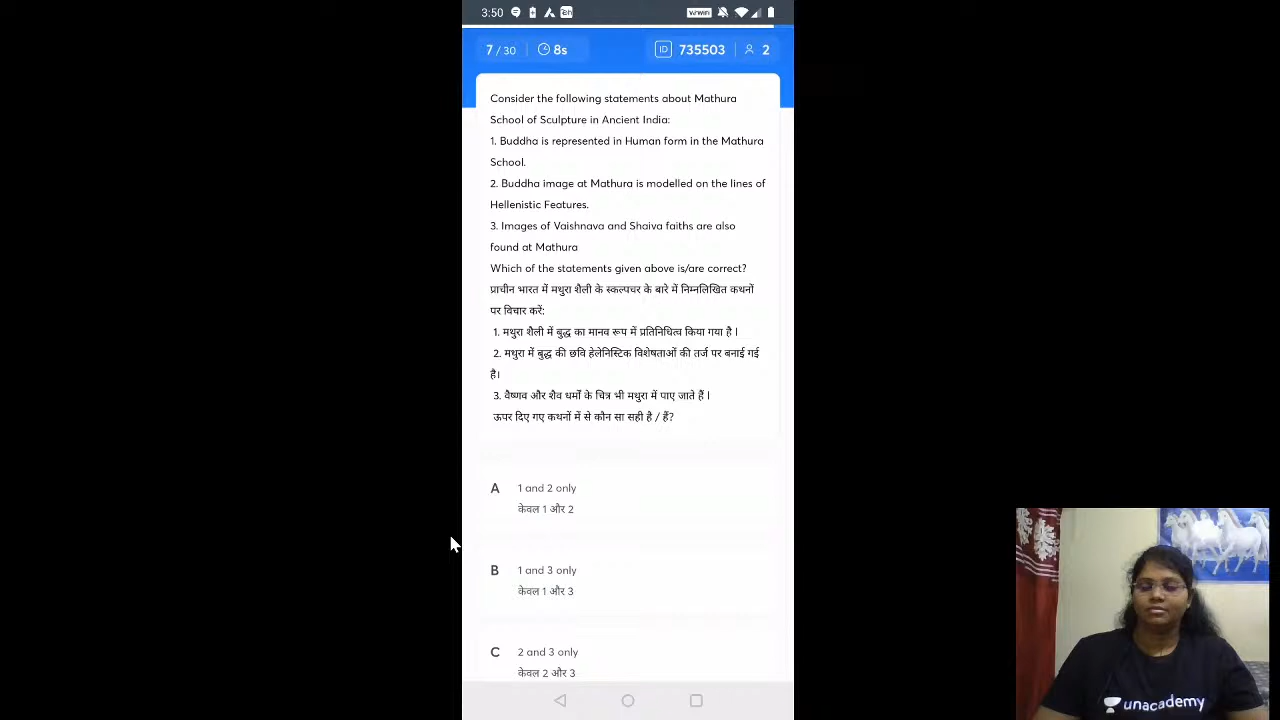 3:50
7 / 30
8s
ID 735503
2
Consider the following statements about Mathura
School of Sculpture in Ancient India:
1. Buddha is represented in Human form in the Mathura
School.
2. Buddha image at Mathura is modelled on the lines of
Hellenistic Features.
3. Images of Vaishnava and Shaiva faiths are also
found at Mathura
Which of the statements given above is/are correct?
प्राचीन भारत में मथुरा शैली के स्कल्पचर के बारे में निम्नलिखित कथनों
पर विचार करें:
1. मथुरा शैली में बुद्ध का मानव रूप में प्रतिनिधित्व किया गया है।
2. मथुरा में बुद्ध की छवि हेलेनिस्टिक विशेषताओं की तर्ज पर बनाई गई
है।
3. वैष्णव और शैव धर्मों के चित्र भी मथुरा में पाए जाते हैं।
ऊपर दिए गए कथनों में से कौन सा सही है / हैं?
A 1 and 2 only
केवल 1 और 2
B 1 and 3 only
केवल 1 और 3
C 2 and 3 only
केवल 2 और 3
unacademy